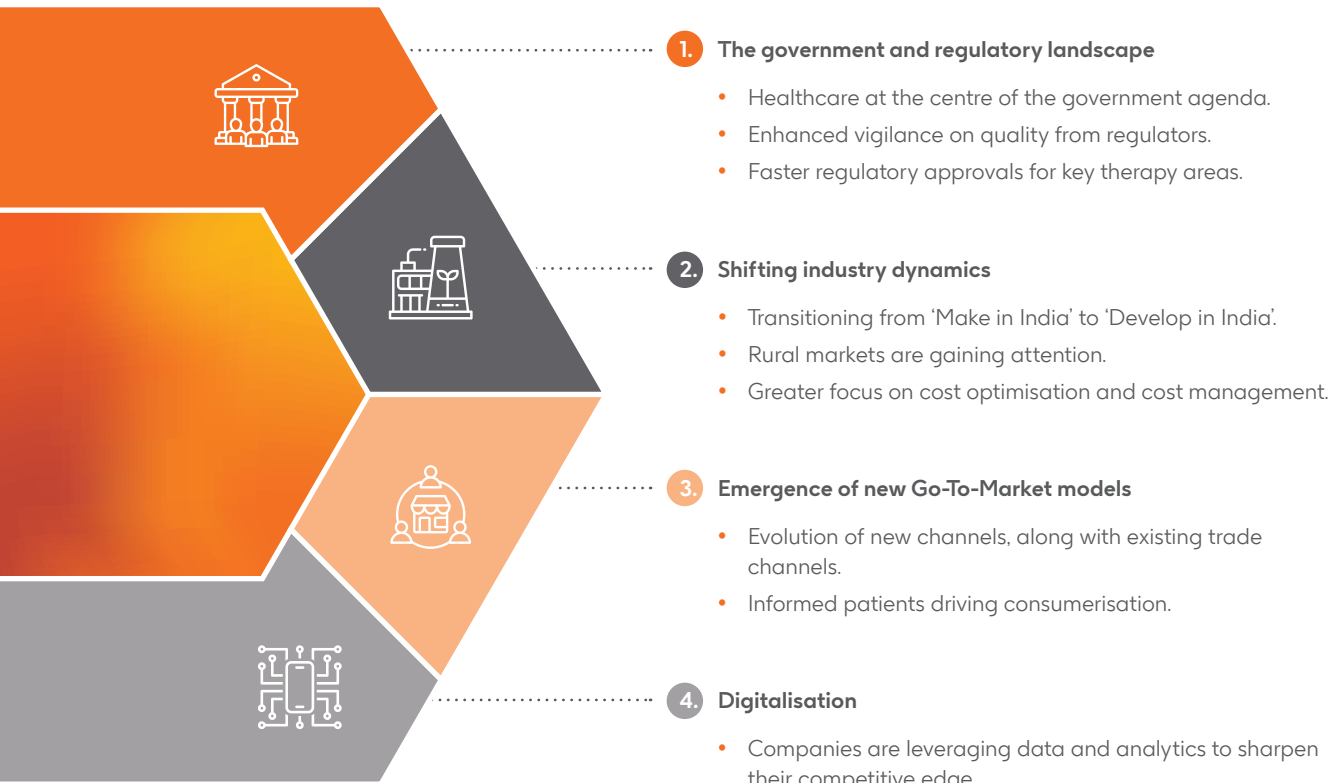 1. The government and regulatory landscape
• Healthcare at the centre of the government agenda.
• Enhanced vigilance on quality from regulators.
• Faster regulatory approvals for key therapy areas.
2. Shifting industry dynamics
• Transitioning from ‘Make in India’ to ‘Develop in India’.
• Rural markets are gaining attention.
• Greater focus on cost optimisation and cost management.
3. Emergence of new Go-To-Market models
• Evolution of new channels, along with existing trade
channels.
• Informed patients driving consumerisation.
4. Digitalisation
• Companies are leveraging data and analytics to sharpen
their competitive edge